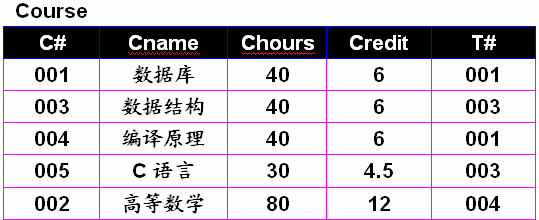 Course
C# Cname Chours Credit T#
001 数据库 40 6 001
003 数据结构 40 6 003
004 编译原理 40 6 001
005 C 语言 30 4.5 003
002 高等数学 80 12 004